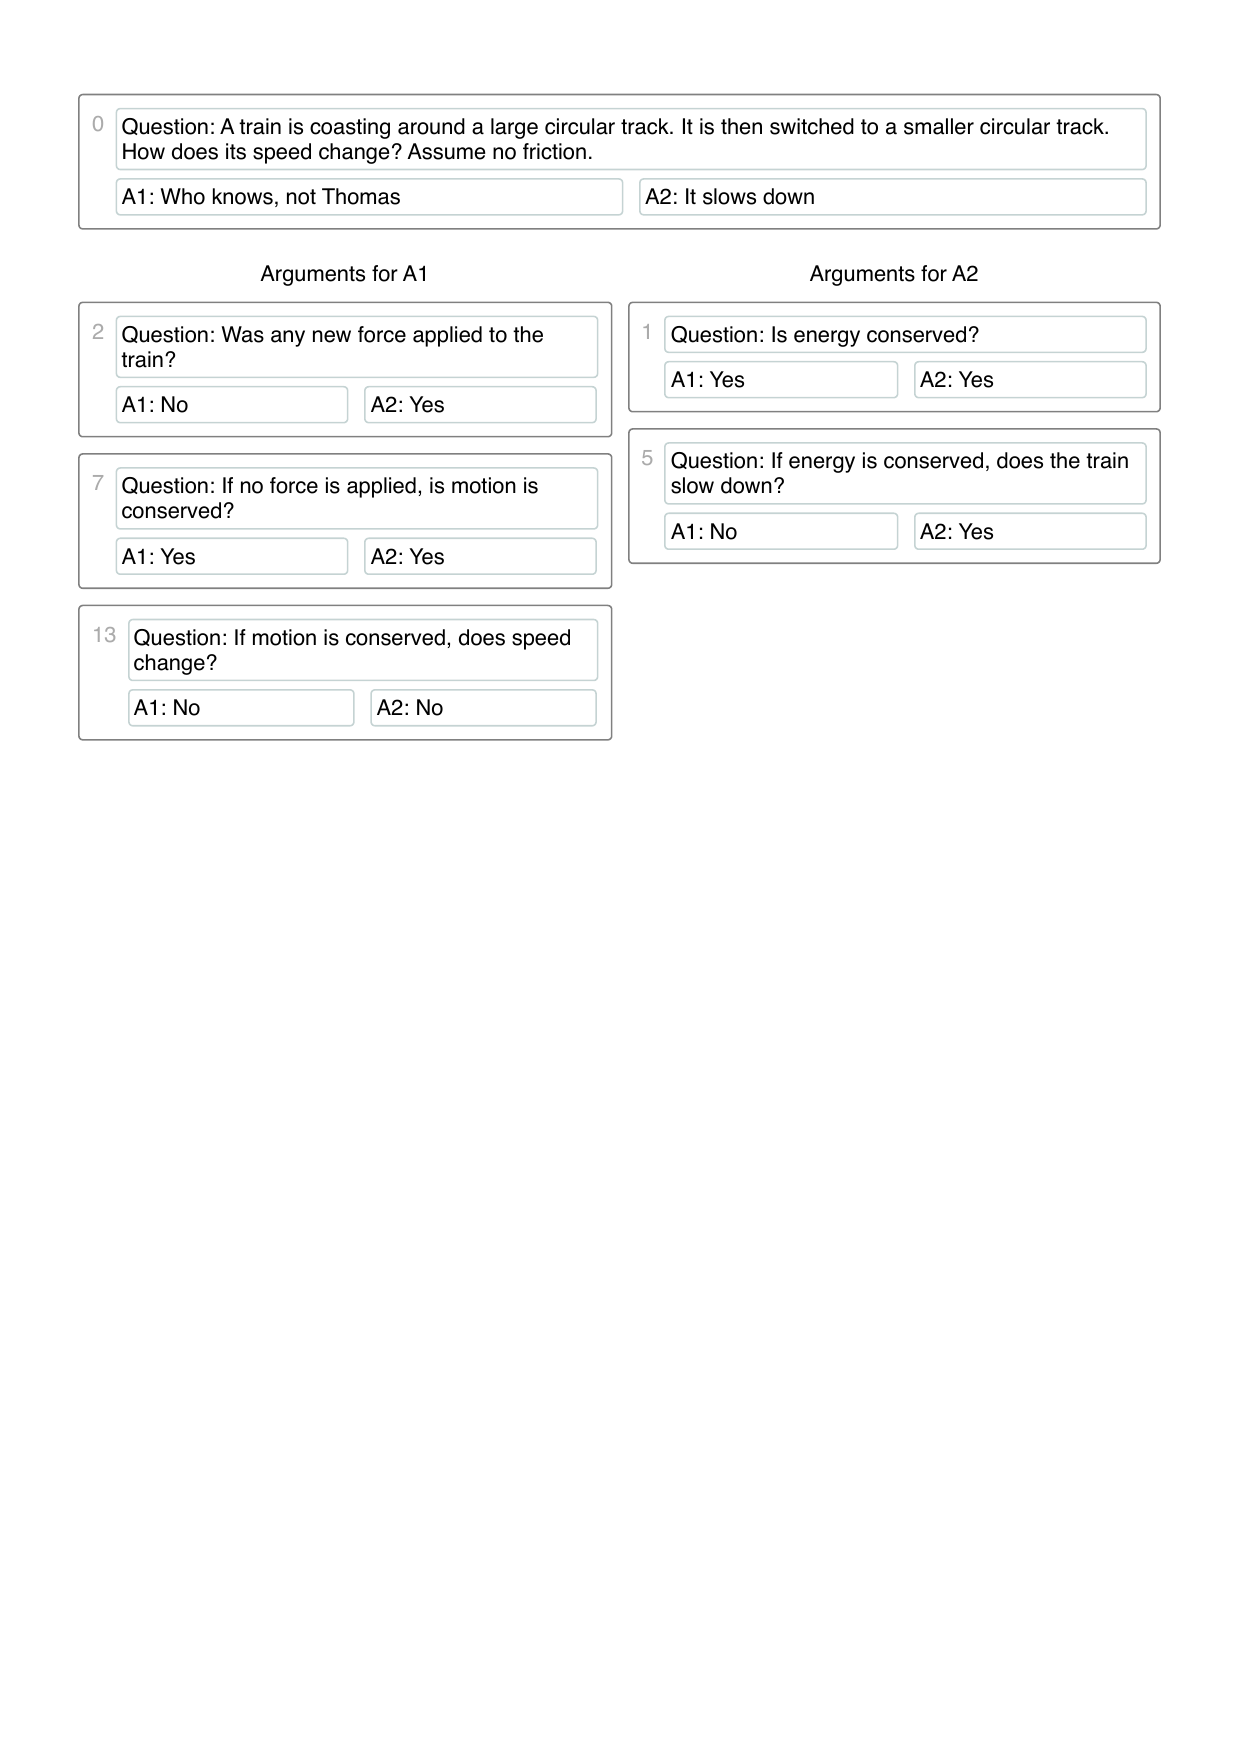 0
Question: A train is coasting around a large circular track. It is then switched to a smaller circular track.
How does its speed change? Assume no friction.
A1: Who knows, not Thomas
A2: It slows down
Arguments for A1
2
Question: Was any new force applied to the
train?
A1: No
A2: Yes
7
Question: If no force is applied, is motion is
conserved?
A1: Yes
A2: Yes
13
Question: If motion is conserved, does speed
change?
A1: No
A2: No
Arguments for A2
1
Question: Is energy conserved?
A1: Yes
A2: Yes
5
Question: If energy is conserved, does the train
slow down?
A1: No
A2: Yes